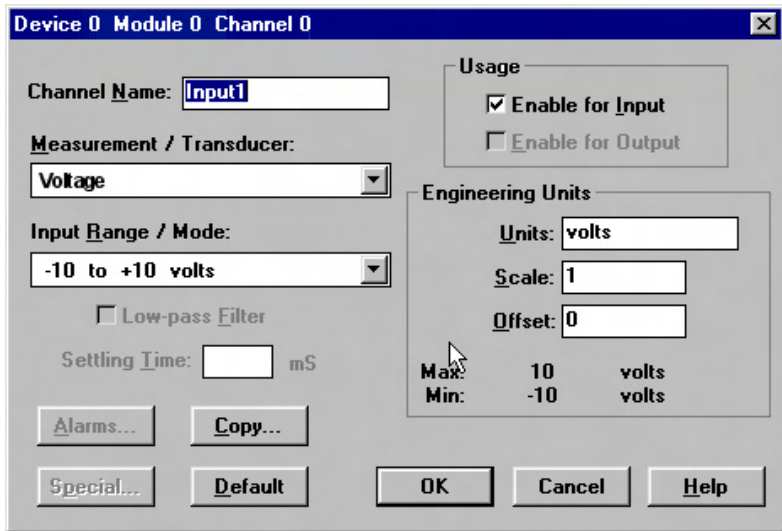 Device 0 Module 0 Channel 0
Channel Name: Input1
Measurement / Transducer:
Voltage
Input Range / Mode:
-10 to +10 volts
Low-pass Filter
Settling Time: mS
Alarms... Copy...
Special... Default
Usage
Enable for Input
Enable for Output
Engineering Units
Units: volts
Scale: 1
Offset: 0
Max: 10 volts
Min: -10 volts
OK Cancel Help